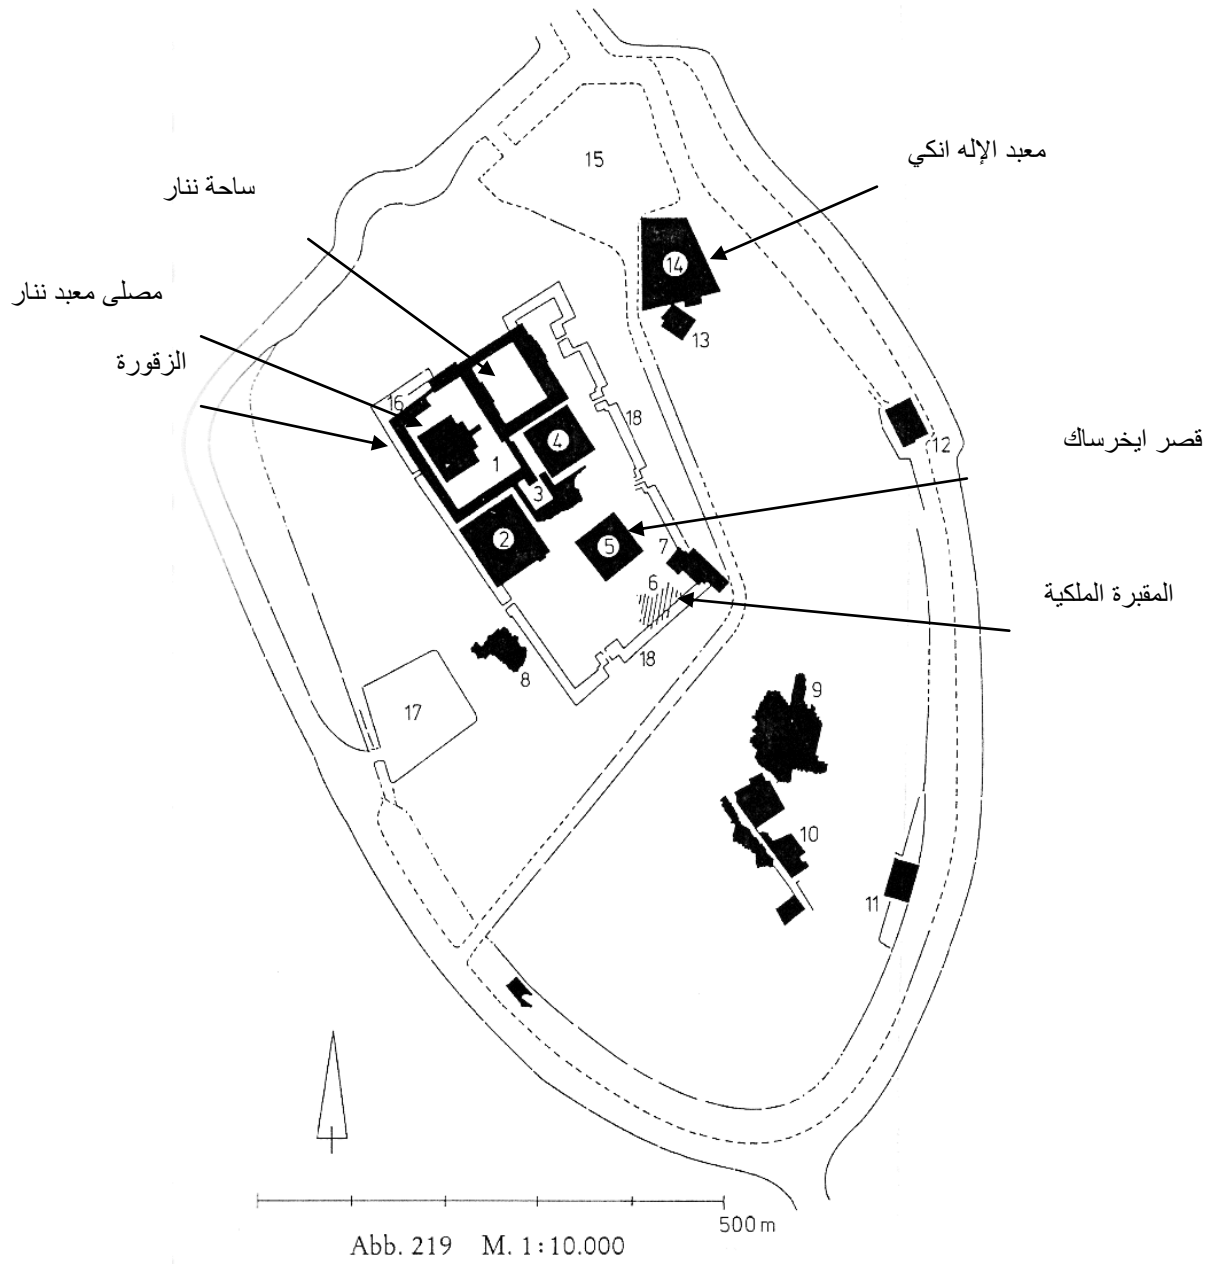 15
معبد الإله انكي
ساحة ننار
14
مصلى معبد ننار
13
الزقورة
16
18
4
12
قصر ايخرساك
1
3
2
5
7
6
المقبرة الملكية
18
8
9
17
10
11
500 m
Abb. 219 M. 1:10.000